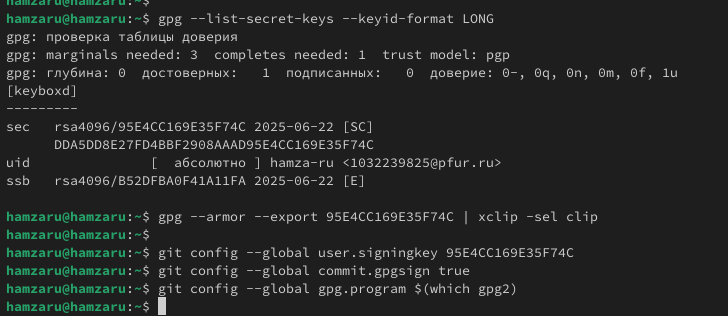 hamzaru@hamzaru:~$
hamzaru@hamzaru:~$ gpg --list-secret-keys --keyid-format LONG
gpg: проверка таблицы доверия
gpg: marginals needed: 3  completes needed: 1  trust model: pgp
gpg: глубина: 0  достоверных:   1  подписанных:   0  доверие: 0-, 0q, 0n, 0m, 0f, 1u
[keyboxd]
---------
sec   rsa4096/95E4CC169E35F74C 2025-06-22 [SC]
      DDA5DD8E27FD4BBF2908AAAD95E4CC169E35F74C
uid              [  абсолютно ] hamza-ru <1032239825@pfur.ru>
ssb   rsa4096/B52DFBA0F41A11FA 2025-06-22 [E]
hamzaru@hamzaru:~$ gpg --armor --export 95E4CC169E35F74C | xclip -sel clip
hamzaru@hamzaru:~$
hamzaru@hamzaru:~$ git config --global user.signingkey 95E4CC169E35F74C
hamzaru@hamzaru:~$ git config --global commit.gpgsign true
hamzaru@hamzaru:~$ git config --global gpg.program $(which gpg2)
hamzaru@hamzaru:~$